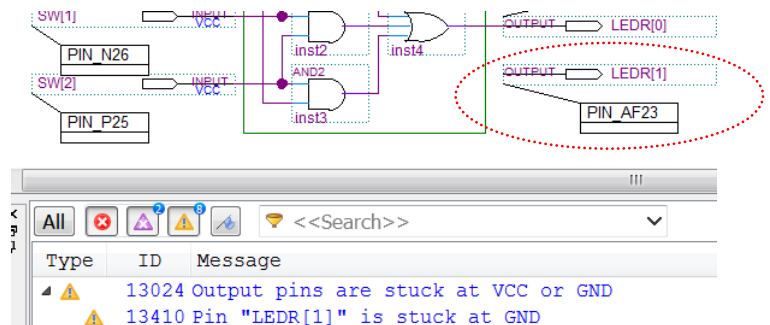 SW[1]
INPUT
VCC
OUTPUT
LEDR[0]
PIN_N26
inst2
inst4
SW[2]
INPUT
VCC
AND2
OUTPUT
LEDR[1]
PIN_P25
inst3
PIN_AF23
All
2
8
<<Search>>
Type ID Message
13024 Output pins are stuck at VCC or GND
13410 Pin "LEDR[1]" is stuck at GND